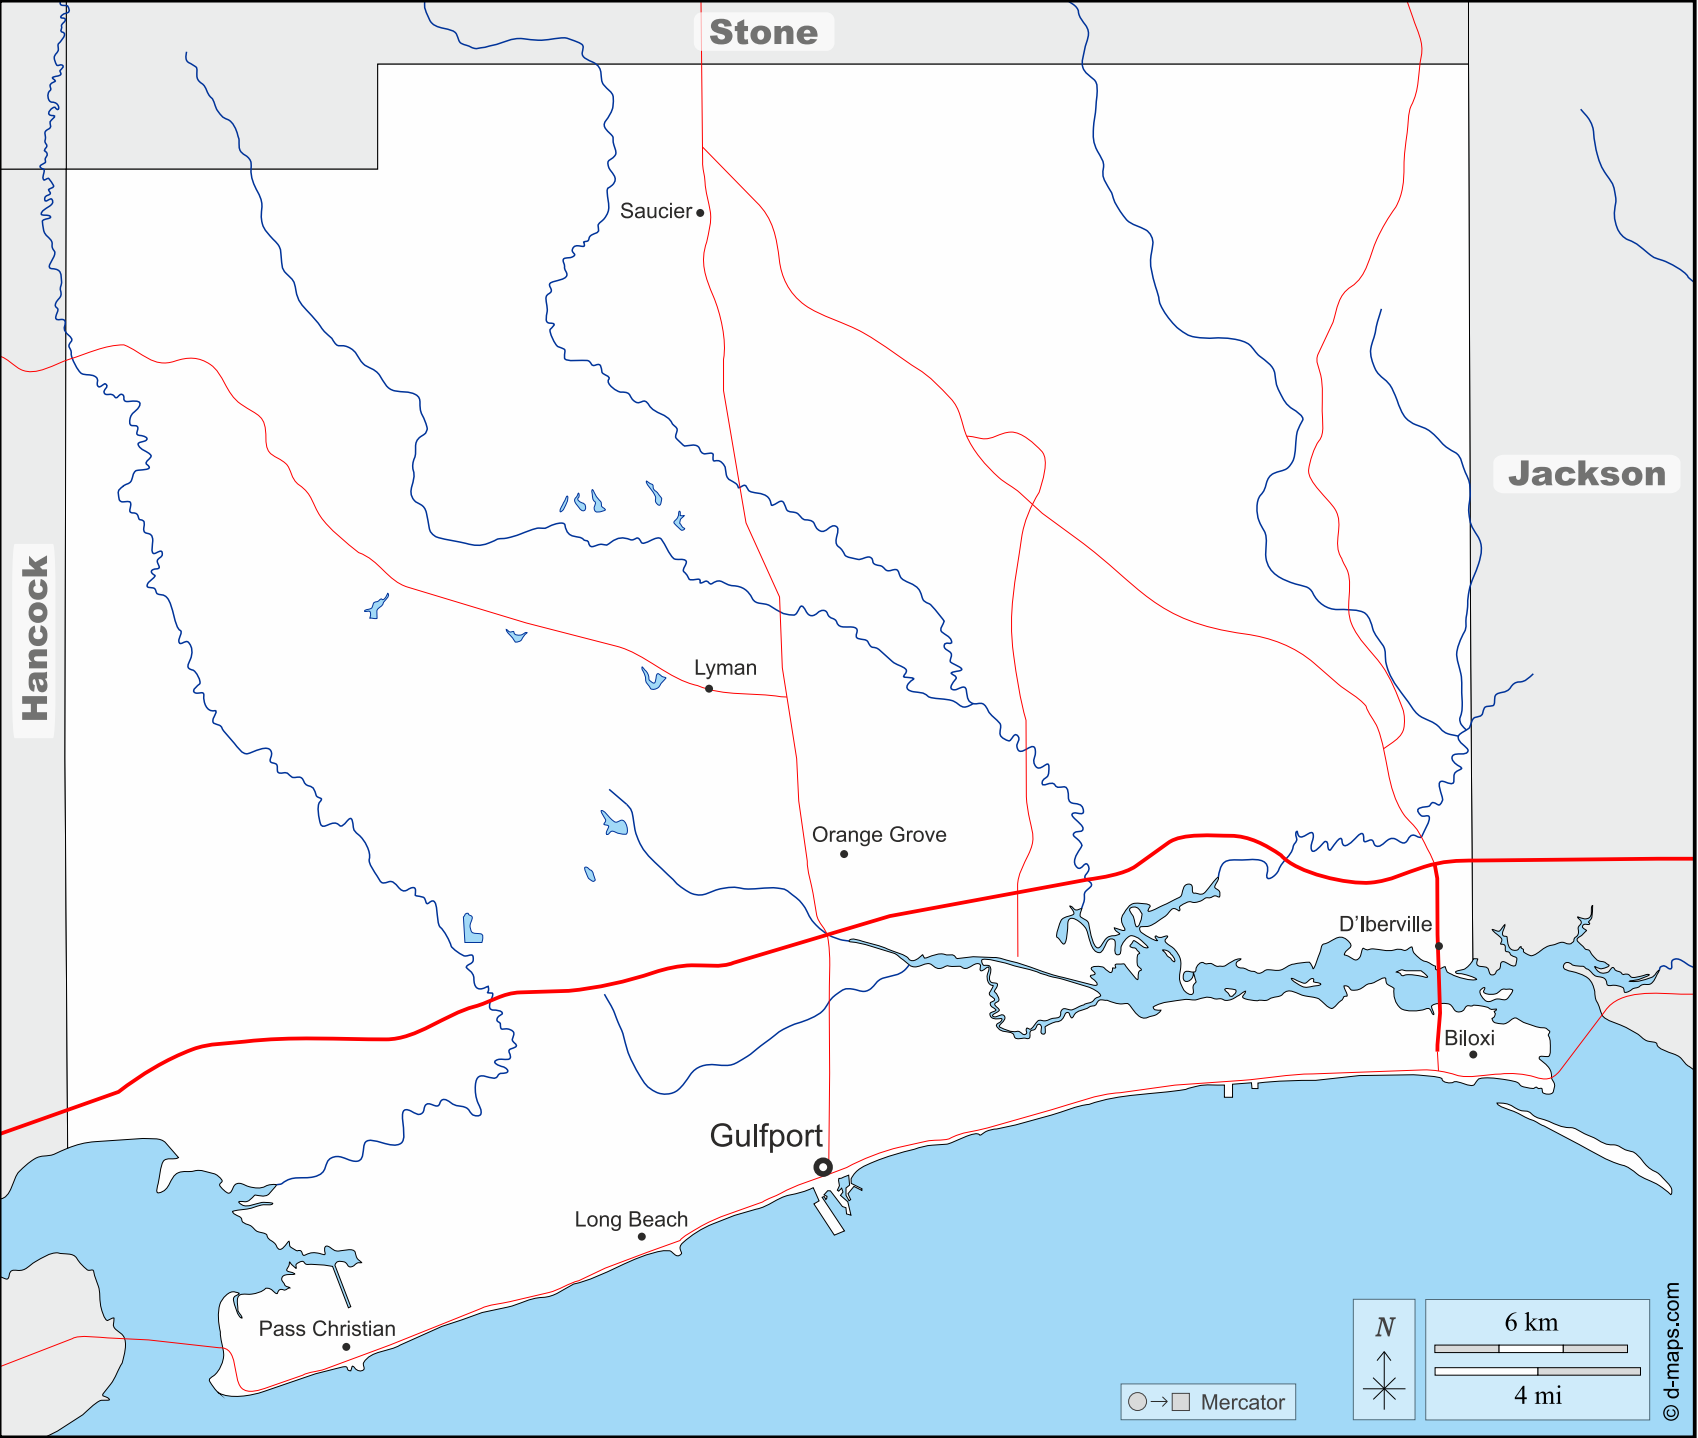 Stone
Saucier
Jackson
Hancock
Lyman
Orange Grove
D'Iberville
Biloxi
Gulfport
Long Beach
Pass Christian
N
6 km
4 mi
Mercator
© d-maps.com